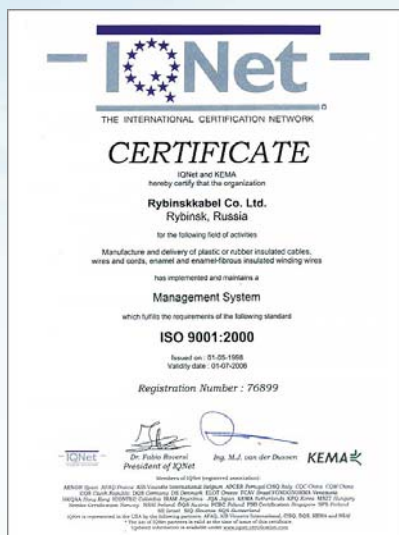 IQNet
THE INTERNATIONAL CERTIFICATION NETWORK
®
CERTIFICATE
IQNet and KEMA
hereby certify that the organization
Rybinskkabel Co. Ltd.
Rybinsk, Russia
for the following field of activities
Manufacture and delivery of plastic or rubber insulated cables,
wires and cords, enamel and enamel-fibrous insulated winding wires
has implemented and maintains a
Management System
which fulfills the requirements of the following standard
ISO 9001:2000
Issued on : 01-05-1998
Validity date : 01-07-2006
Registration Number : 76899
IQNet
Dr. Fabio Roversi
President of IQNet
Ing. M.J. van der Dussen
KEMA